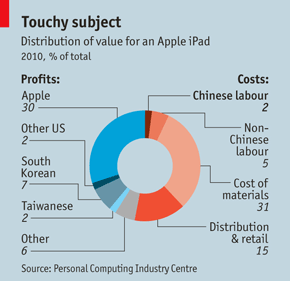 Touchy subject
Distribution of value for an Apple iPad
2010, % of total
Profits:
Apple
30
Other US
2
South
Korean
7
Taiwanese
2
Other
6
Costs:
Chinese labour
2
Non-
Chinese
labour
5
Cost of
materials
31
Distribution
& retail
15
Source: Personal Computing Industry Centre